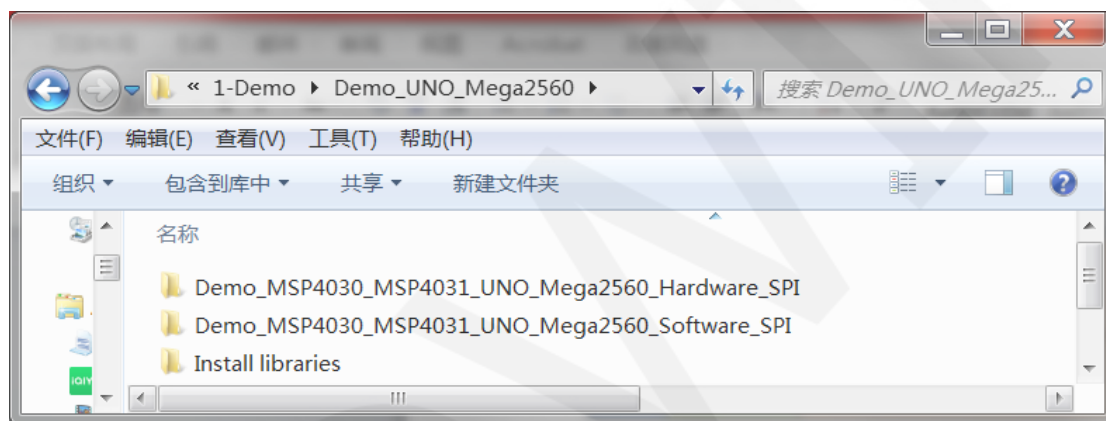 « 1-Demo ▸ Demo_UNO_Mega2560 ▸ 搜索 Demo_UNO_Mega25...
文件(F) 编辑(E) 查看(V) 工具(T) 帮助(H)
组织 包含到库中 共享 新建文件夹
名称
Demo_MSP4030_MSP4031_UNO_Mega2560_Hardware_SPI
Demo_MSP4030_MSP4031_UNO_Mega2560_Software_SPI
Install libraries